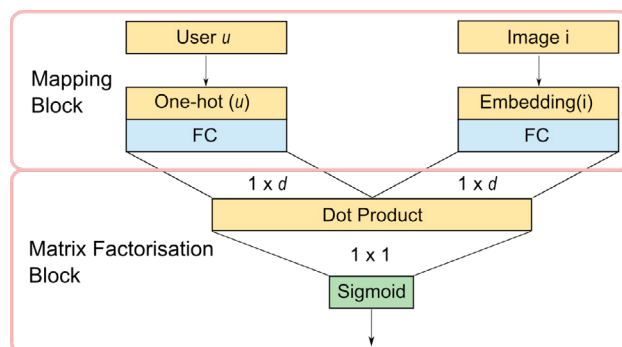 User u
Image i
Mapping
Block
One-hot (u)
Embedding(i)
FC
FC
1 x d
1 x d
Dot Product
Matrix Factorisation
Block
1 x 1
Sigmoid